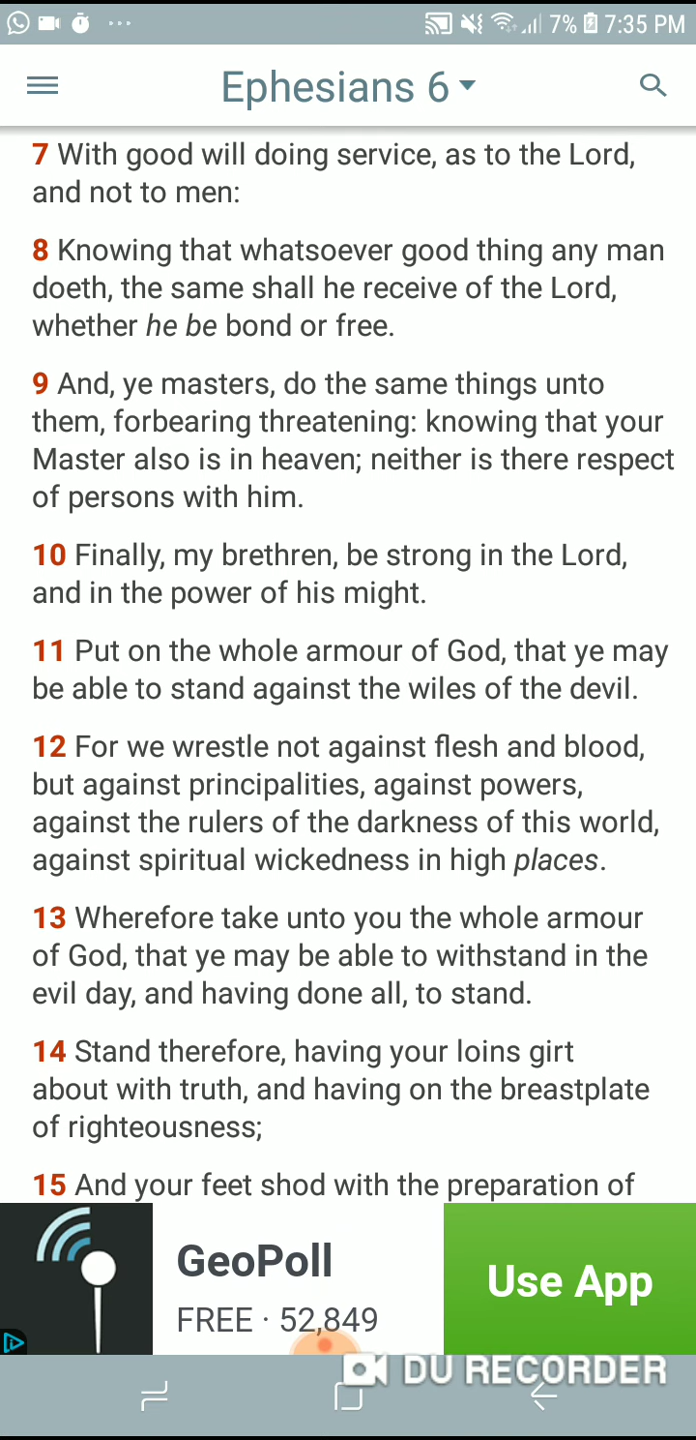 7% 7:35 PM
Ephesians 6
7 With good will doing service, as to the Lord,
and not to men:
8 Knowing that whatsoever good thing any man
doeth, the same shall he receive of the Lord,
whether he be bond or free.
9 And, ye masters, do the same things unto
them, forbearing threatening: knowing that your
Master also is in heaven; neither is there respect
of persons with him.
10 Finally, my brethren, be strong in the Lord,
and in the power of his might.
11 Put on the whole armour of God, that ye may
be able to stand against the wiles of the devil.
12 For we wrestle not against flesh and blood,
but against principalities, against powers,
against the rulers of the darkness of this world,
against spiritual wickedness in high places.
13 Wherefore take unto you the whole armour
of God, that ye may be able to withstand in the
evil day, and having done all, to stand.
14 Stand therefore, having your loins girt
about with truth, and having on the breastplate
of righteousness;
15 And your feet shod with the preparation of
GeoPoll
FREE · 52,849
Use App
DU RECORDER